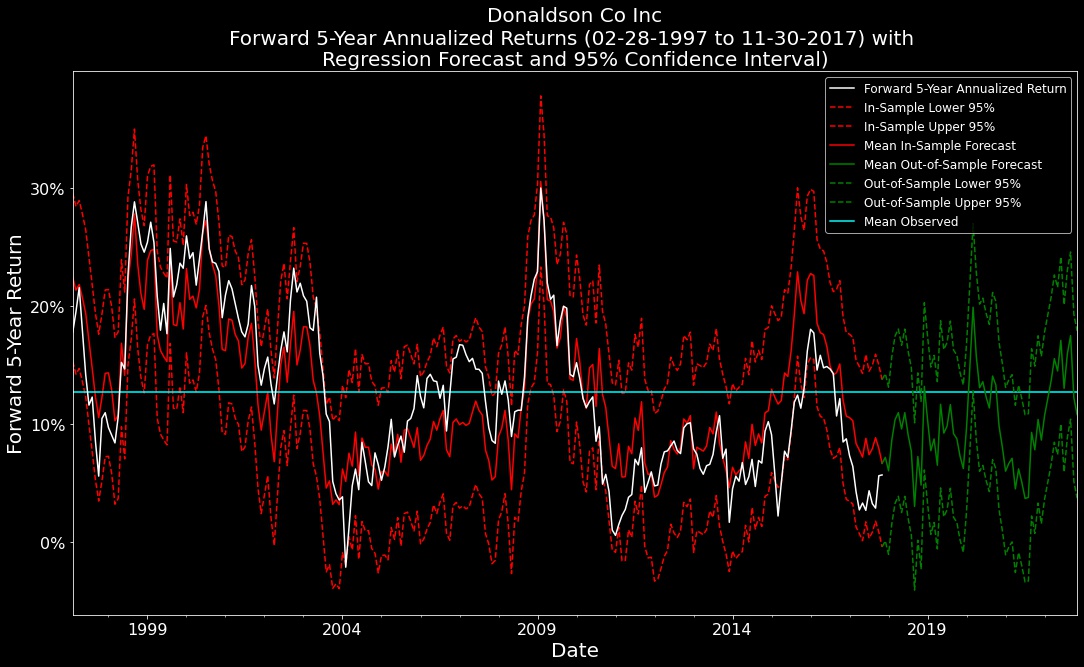 Donaldson Co Inc
Forward 5-Year Annualized Returns (02-28-1997 to 11-30-2017) with
Regression Forecast and 95% Confidence Interval)
Forward 5-Year Annualized Return
In-Sample Lower 95%
In-Sample Upper 95%
Mean In-Sample Forecast
Mean Out-of-Sample Forecast
Out-of-Sample Lower 95%
Out-of-Sample Upper 95%
Mean Observed
Forward 5-Year Return
30%
20%
10%
0%
1999 2004 2009 2014 2019
Date